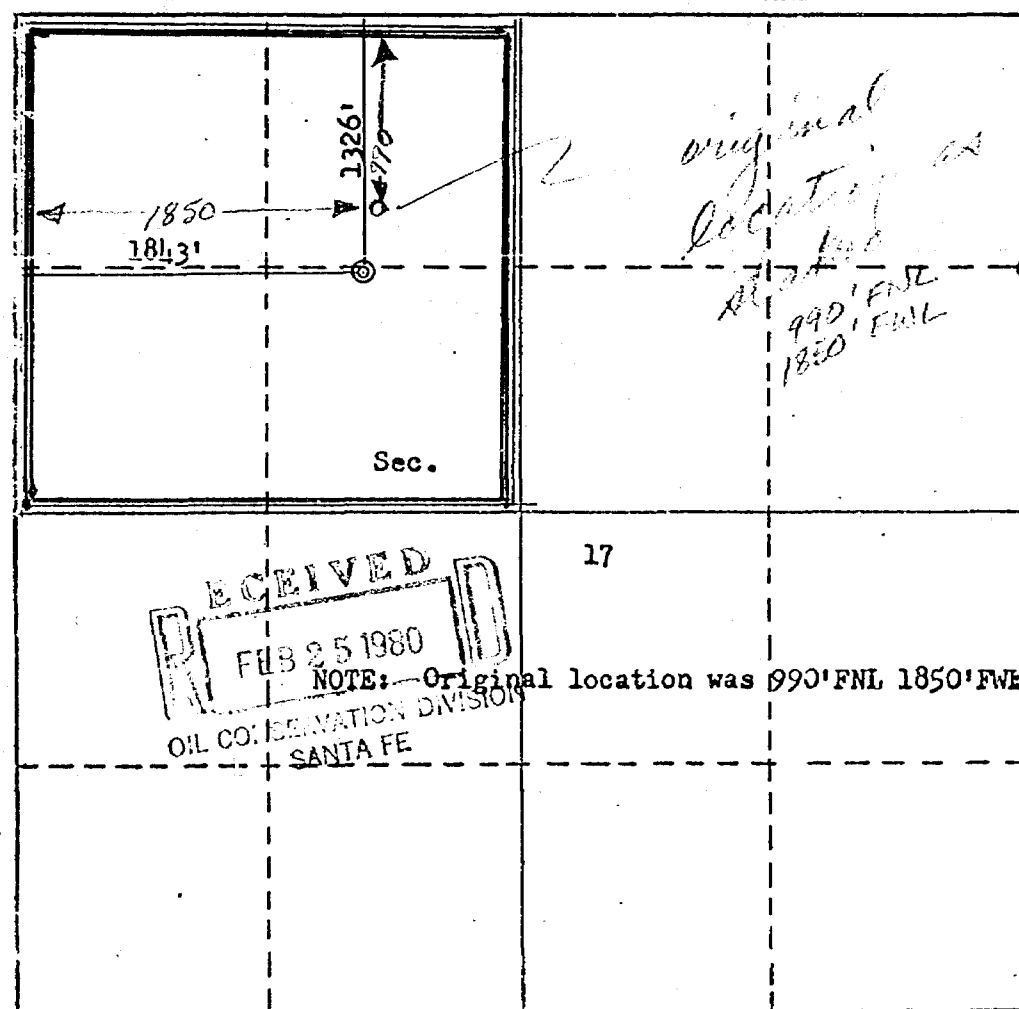 1326'
990
1850
1843'
original
location as
staked
990' FNL
1850' FWL
Sec.
17
RECEIVED
FEB 25 1980
OIL CONSERVATION DIVISION
SANTA FE
NOTE: Original location was 990'FNL 1850'FWL